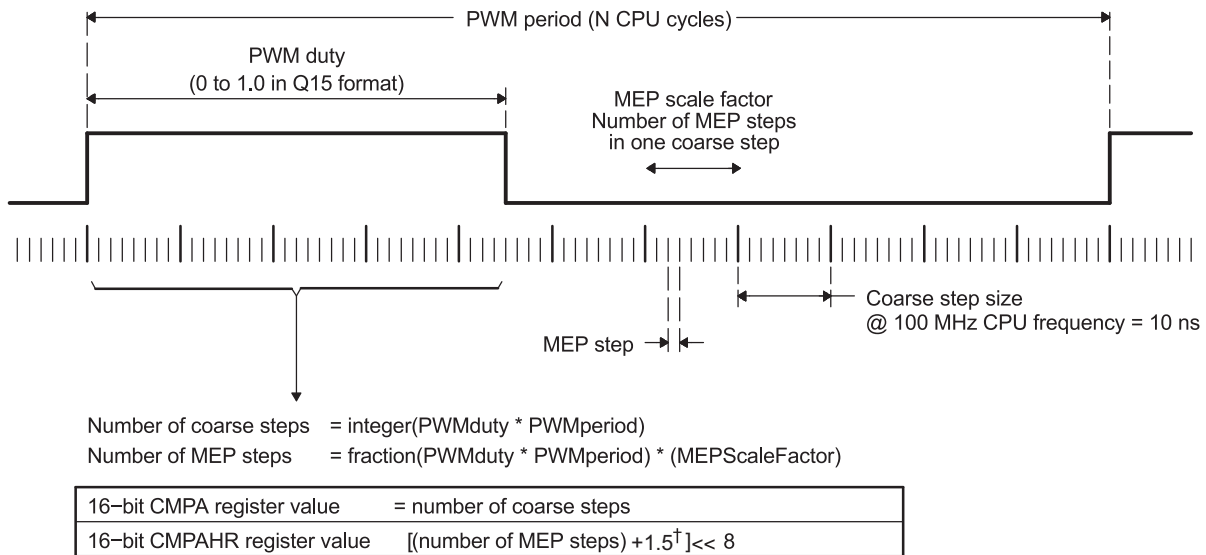 PWM period (N CPU cycles)
PWM duty
(0 to 1.0 in Q15 format)
MEP scale factor
Number of MEP steps
in one coarse step
Coarse step size
@ 100 MHz CPU frequency = 10 ns
MEP step
Number of coarse steps = integer(PWMduty * PWMperiod)
Number of MEP steps = fraction(PWMduty * PWMperiod) * (MEPScaleFactor)
16−bit CMPA register value = number of coarse steps
16−bit CMPAHR register value [(number of MEP steps) +1.5†]<< 8